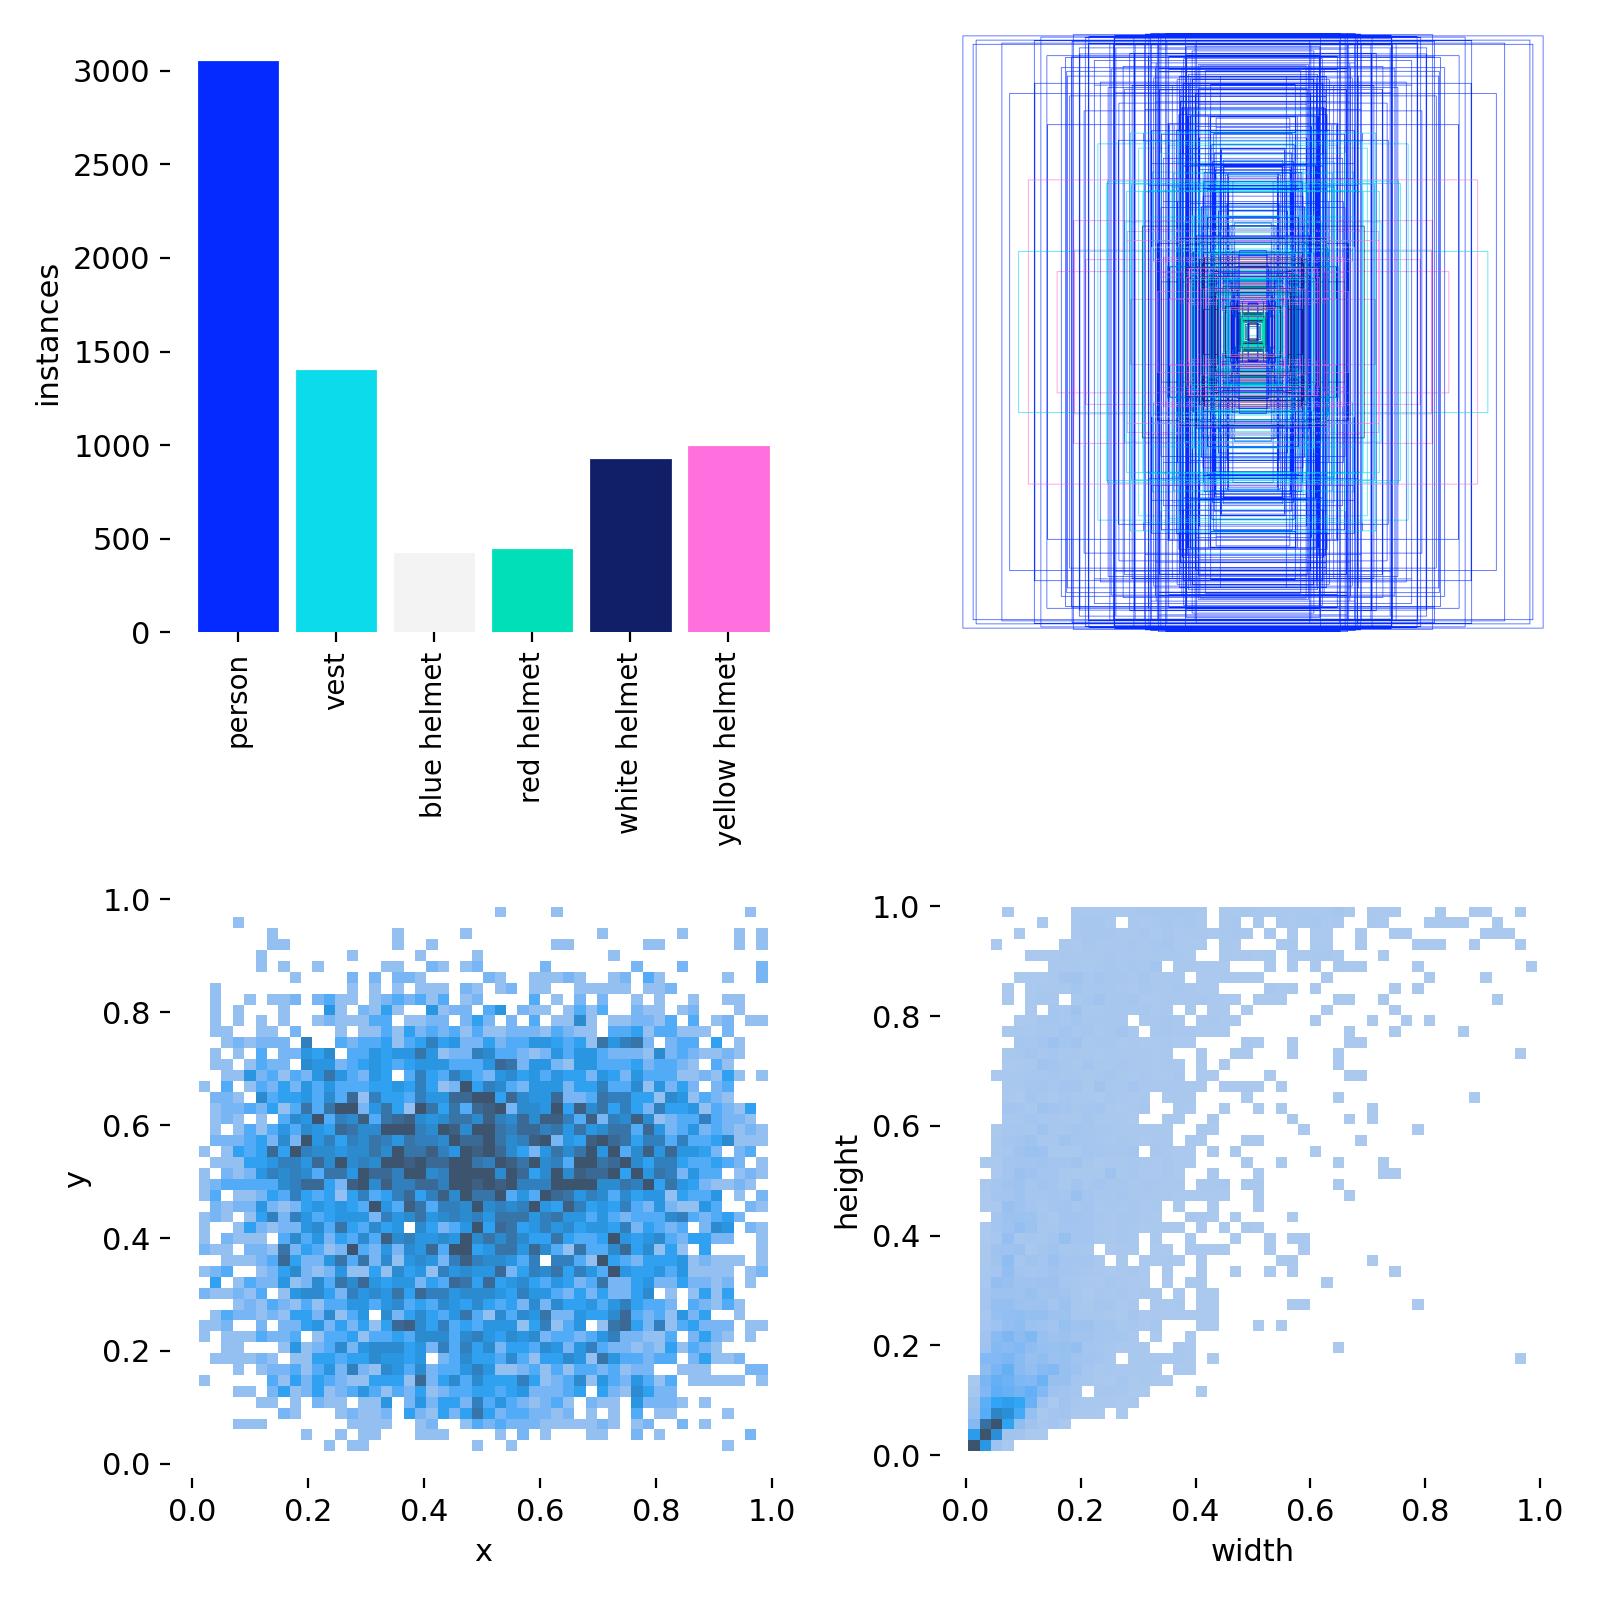 3000
2500
2000
1500
1000
500
0
instances
person
vest
blue helmet
red helmet
white helmet
yellow helmet
1.0
0.8
0.6
0.4
0.2
0.0
y
0.0 0.2 0.4 0.6 0.8 1.0
x
1.0
0.8
0.6
0.4
0.2
0.0
height
0.0 0.2 0.4 0.6 0.8 1.0
width